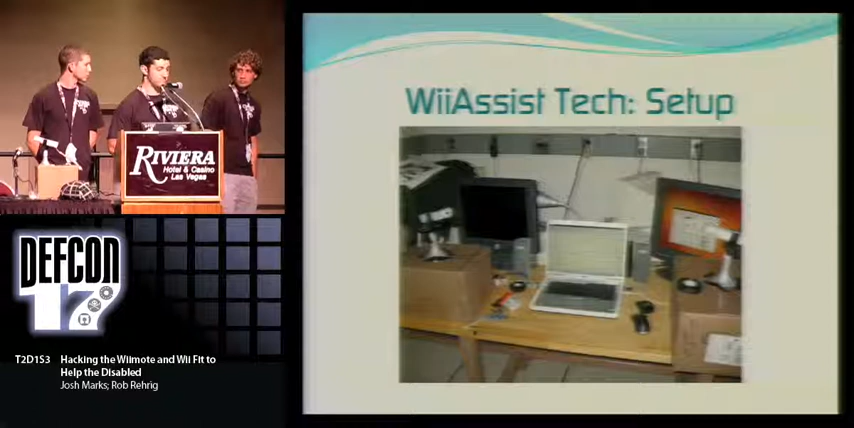 WiiAssist Tech: Setup
RIVIERA
Hotel & Casino
Las Vegas
DEFCON
17
T2D1S3 Hacking the Wiimote and Wii Fit to
Help the Disabled
Josh Marks; Rob Rehrig